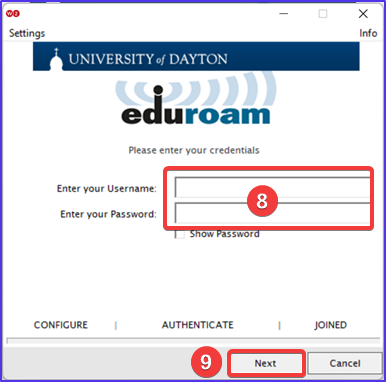 W2
Settings Info
UNIVERSITY of DAYTON
eduroam
Please enter your credentials
Enter your Username:
8
Enter your Password:
Show Password
CONFIGURE | AUTHENTICATE | JOINED
9 Next Cancel